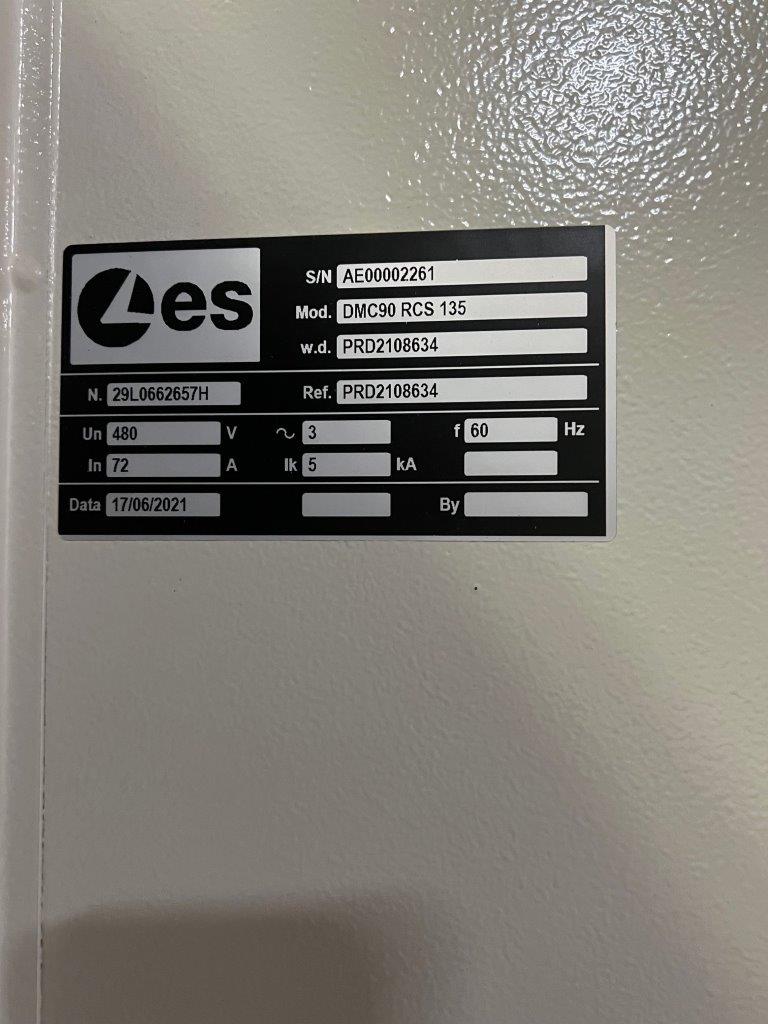 es
S/N AE00002261
Mod. DMC90 RCS 135
w.d. PRD2108634
N. 29L0662657H Ref. PRD2108634
Un 480 V ~ 3 f 60 Hz
In 72 A Ik 5 kA
Data 17/06/2021 By